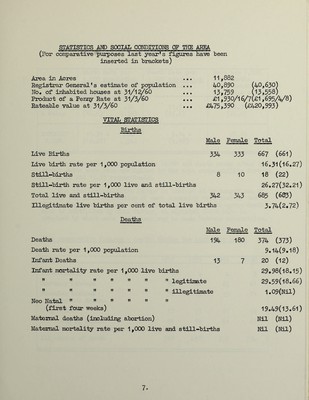 STATISTICS AND SOCIAL CONDITIONS OF THE AREA
(For comparative purposes last year's figures have been
inserted in brackets)
Area in Acres ... 11,882
Registrar General's estimate of population ... 40,890 (40,630)
No. of inhabited houses at 31/12/60 ... 13,759 (13,558)
Product of a Penny Rate at 31/3/60 ... £1,930/16/7(£1,695/4/8)
Rateable value at 31/3/60 ... £475,390 (£420,993)
VITAL STATISTICS
Births
Male Female Total
Live Births 334 333 667 (661)
Live birth rate per 1,000 population 16.31(16.27)
Still-births 8 10 18 (22)
Still-birth rate per 1,000 live and still-births 26.27(32.21)
Total live and still-births 342 343 685 (683)
Illegitimate live births per cent of total live births 3.74(2.72)
Deaths
Male Female Total
Deaths 194 180 374 (373)
Death rate per 1,000 population 9.14(9.18)
Infant Deaths 13 7 20 (12)
Infant mortality rate per 1,000 live births 29.98(18.15)
" " " " " " " legitimate 29.59(18.66)
" " " " " " " illegitimate 1.09(Nil)
Neo Natal " " " " " "
(first four weeks) 19.49(13.61)
Maternal deaths (including abortion) Nil (Nil)
Maternal mortality rate per 1,000 live and still-births Nil (Nil)
7.